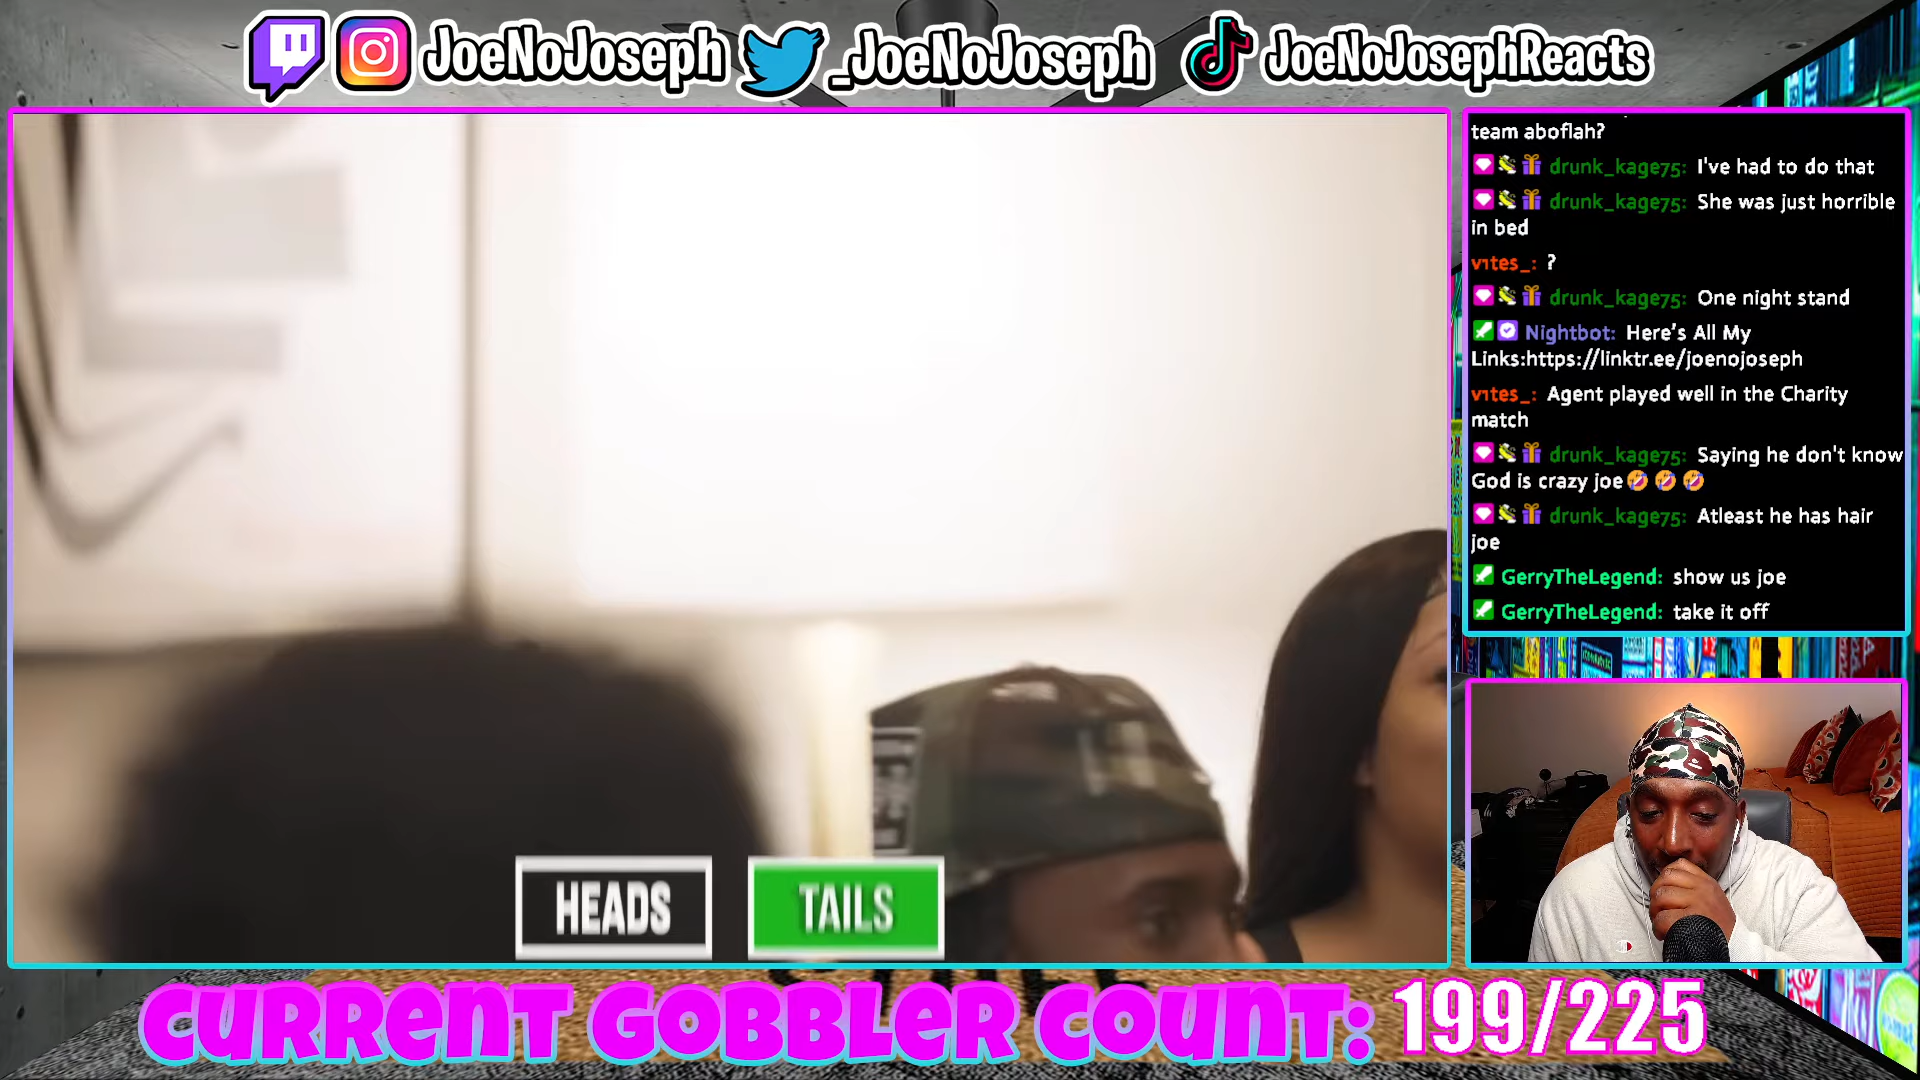 JoeNoJoseph _JoeNoJoseph JoeNoJosephReacts
team aboflah?
drunk_kage75: I've had to do that
drunk_kage75: She was just horrible
in bed
v1tes_: ?
drunk_kage75: One night stand
Nightbot: Here's All My
Links:https://linktr.ee/joenojoseph
v1tes_: Agent played well in the Charity
match
drunk_kage75: Saying he don't know
God is crazy joe🤣🤣🤣
drunk_kage75: Atleast he has hair
joe
GerryTheLegend: show us joe
GerryTheLegend: take it off
HEADS TAILS
CURRENT GOBBLER COUNT: 199/225